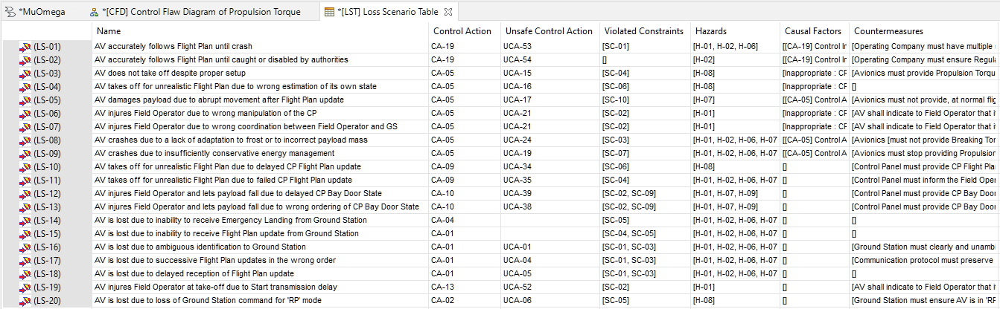 *MuOmega *[CFD] Control Flaw Diagram of Propulsion Torque *[LST] Loss Scenario Table
Name Control Action Unsafe Control Action Violated Constraints Hazards Causal Factors Countermeasures
(LS-01) AV accurately follows Flight Plan until crash CA-19 UCA-53 [SC-01] [H-01, H-02, H-06] [[CA-19] Control Ir [Operating Company must have multiple
(LS-02) AV accurately follows Flight Plan until caught or disabled by authorities CA-19 UCA-54 [] [H-02] [[CA-19] Control Ir [Operating Company must ensure Regula
(LS-03) AV does not take off despite proper setup CA-05 UCA-15 [SC-04] [H-08] [Inappropriate : CP [Avionics must provide Propulsion Torqu
(LS-04) AV takes off for unrealistic Flight Plan due to wrong estimation of its own state CA-05 UCA-16 [SC-06] [H-08] [Inappropriate : CP []
(LS-05) AV damages payload due to abrupt movement after Flight Plan update CA-05 UCA-17 [SC-10] [H-07] [[CA-05] Control A [Avionics must not provide, at normal flig
(LS-06) AV injures Field Operator due to wrong manipulation of the CP CA-05 UCA-21 [SC-02] [H-01] [Inappropriate : CP [AV shall indicate to Field Operator that it
(LS-07) AV injures Field Operator due to wrong coordination between Field Operator and GS CA-05 UCA-21 [SC-02] [H-01] [Inappropriate : CP [AV shall indicate to Field Operator that it
(LS-08) AV crashes due to a lack of adaptation to frost or to incorrect payload mass CA-05 UCA-24 [SC-03] [H-01, H-02, H-06, H-07 [[CA-05] Control A [Avionics [must not provide Breaking Tor
(LS-09) AV crashes due to insufficiently conservative energy management CA-05 UCA-19 [SC-07] [H-01, H-02, H-06, H-07 [[CA-05] Control A [Avionics must stop providing Propulsion
(LS-10) AV takes off for unrealistic Flight Plan due to delayed CP Flight Plan update CA-09 UCA-34 [SC-06] [H-08] [] [Control Panel must provide CP Flight Pla
(LS-11) AV takes off for unrealistic Flight Plan due to failed CP Flight Plan update CA-09 UCA-35 [SC-04] [H-01, H-02, H-06, H-07 [] [Control Panel must inform the Field Oper
(LS-12) AV injures Field Operator and lets payload fall due to delayed CP Bay Door State CA-10 UCA-39 [SC-02, SC-09] [H-01, H-07, H-09] [] [Control Panel must provide CP Bay Door
(LS-13) AV injures Field Operator and lets payload fall due to wrong ordering of CP Bay Door State CA-10 UCA-38 [SC-02, SC-09] [H-01, H-07, H-09] [] [Control Panel must provide CP Bay Door
(LS-14) AV is lost due to inability to receive Emergency Landing from Ground Station CA-04 [SC-05] [H-01, H-02, H-06, H-07 [] []
(LS-15) AV is lost due to inability to receive Flight Plan update from Ground Station CA-01 [SC-04, SC-05] [H-01, H-02, H-06, H-07 [] []
(LS-16) AV is lost due to ambiguous identification to Ground Station CA-01 UCA-01 [SC-01, SC-03] [H-01, H-02, H-06, H-07 [] [Ground Station must clearly and unambi
(LS-17) AV is lost due to successive Flight Plan updates in the wrong order CA-01 UCA-04 [SC-01, SC-03] [H-01, H-02, H-06, H-07 [] [Communication protocol must preserve
(LS-18) AV is lost due to delayed reception of Flight Plan update CA-01 UCA-05 [SC-01, SC-03] [H-01, H-02, H-06, H-07 [] []
(LS-19) AV injures Field Operator at take-off due to Start transmission delay CA-13 UCA-52 [SC-02] [H-01] [] [AV shall indicate to Field Operator that it
(LS-20) AV is lost due to loss of Ground Station command for 'RP' mode CA-02 UCA-06 [SC-05] [H-08] [] [Ground Station must ensure AV is in 'RP